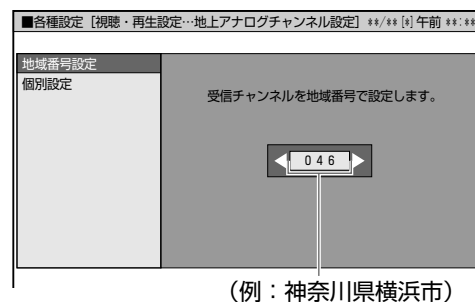 ■各種設定［視聴・再生設定…地上アナログチャンネル設定］ **/** [*] 午前 **:**
地域番号設定
個別設定
受信チャンネルを地域番号で設定します。
046
（例：神奈川県横浜市）